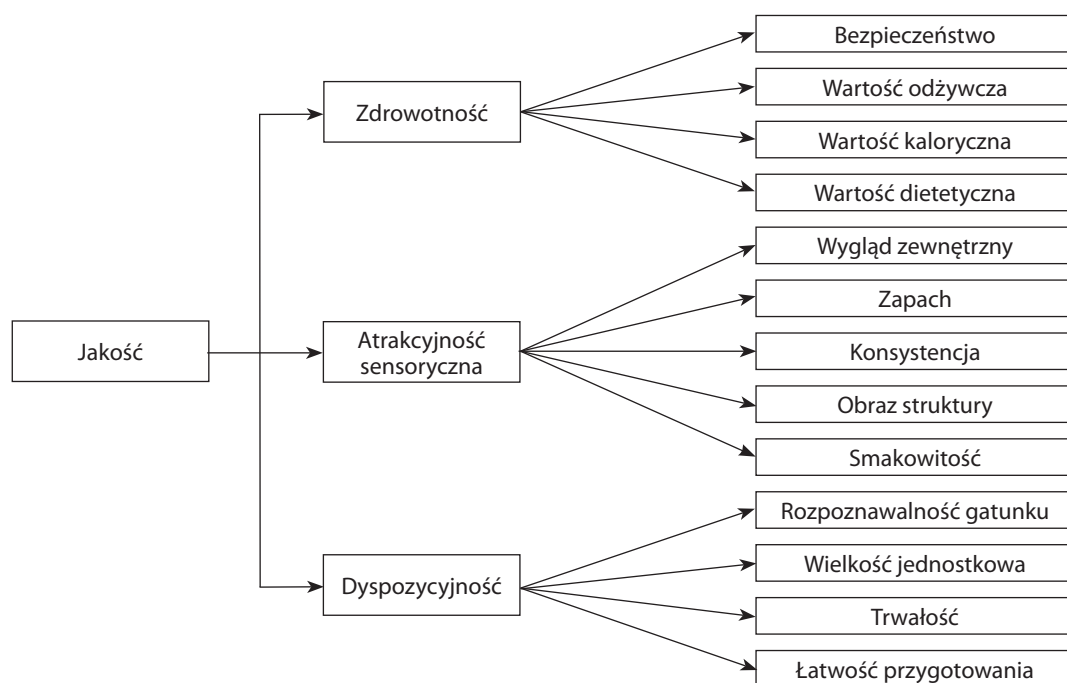 Jakość
Zdrowotność
Bezpieczeństwo
Wartość odżywcza
Wartość kaloryczna
Wartość dietetyczna
Atrakcyjność
sensoryczna
Wygląd zewnętrzny
Zapach
Konsystencja
Obraz struktury
Smakowitość
Dyspozycyjność
Rozpoznawalność gatunku
Wielkość jednostkowa
Trwałość
Łatwość przygotowania